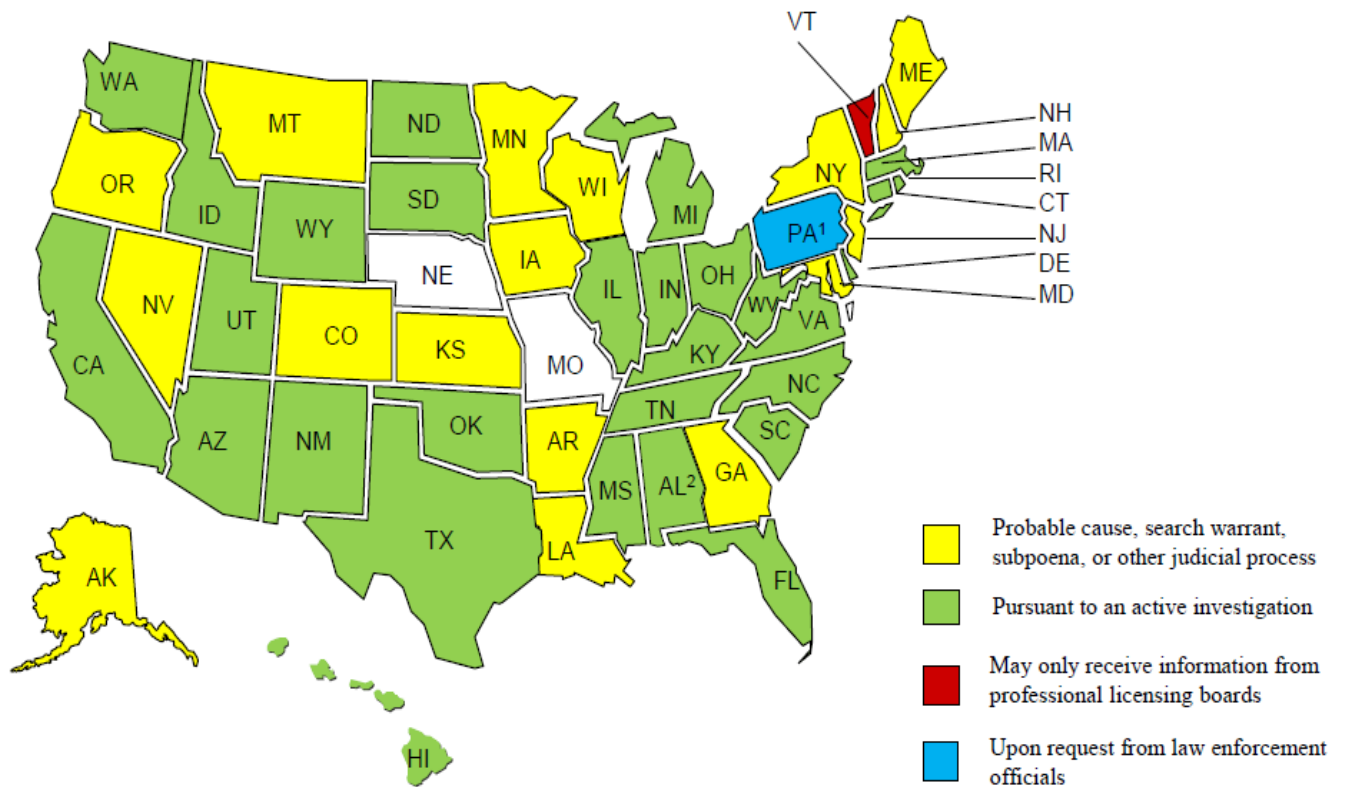 VT
WA
ME
MT
ND
MN
NH
MA
OR
WI
NY
RI
ID
SD
MI
CT
WY
PA¹
NJ
IA
NE
OH
DE
NV
IL
IN
MD
UT
CO
WV
VA
KS
KY
CA
MO
NC
TN
AZ
NM
OK
AR
SC
GA
MS
AL²
TX
LA
AK
FL
HI
Probable cause, search warrant,
subpoena, or other judicial process
Pursuant to an active investigation
May only receive information from
professional licensing boards
Upon request from law enforcement
officials